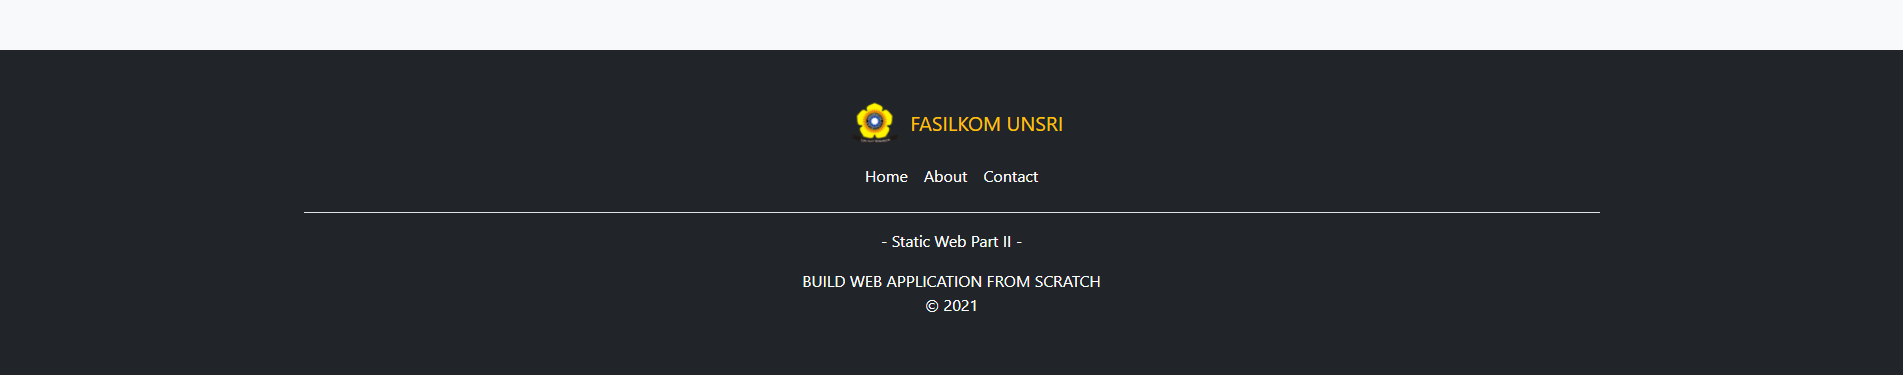 FASILKOM UNSRI
Home About Contact
- Static Web Part II -
BUILD WEB APPLICATION FROM SCRATCH
© 2021